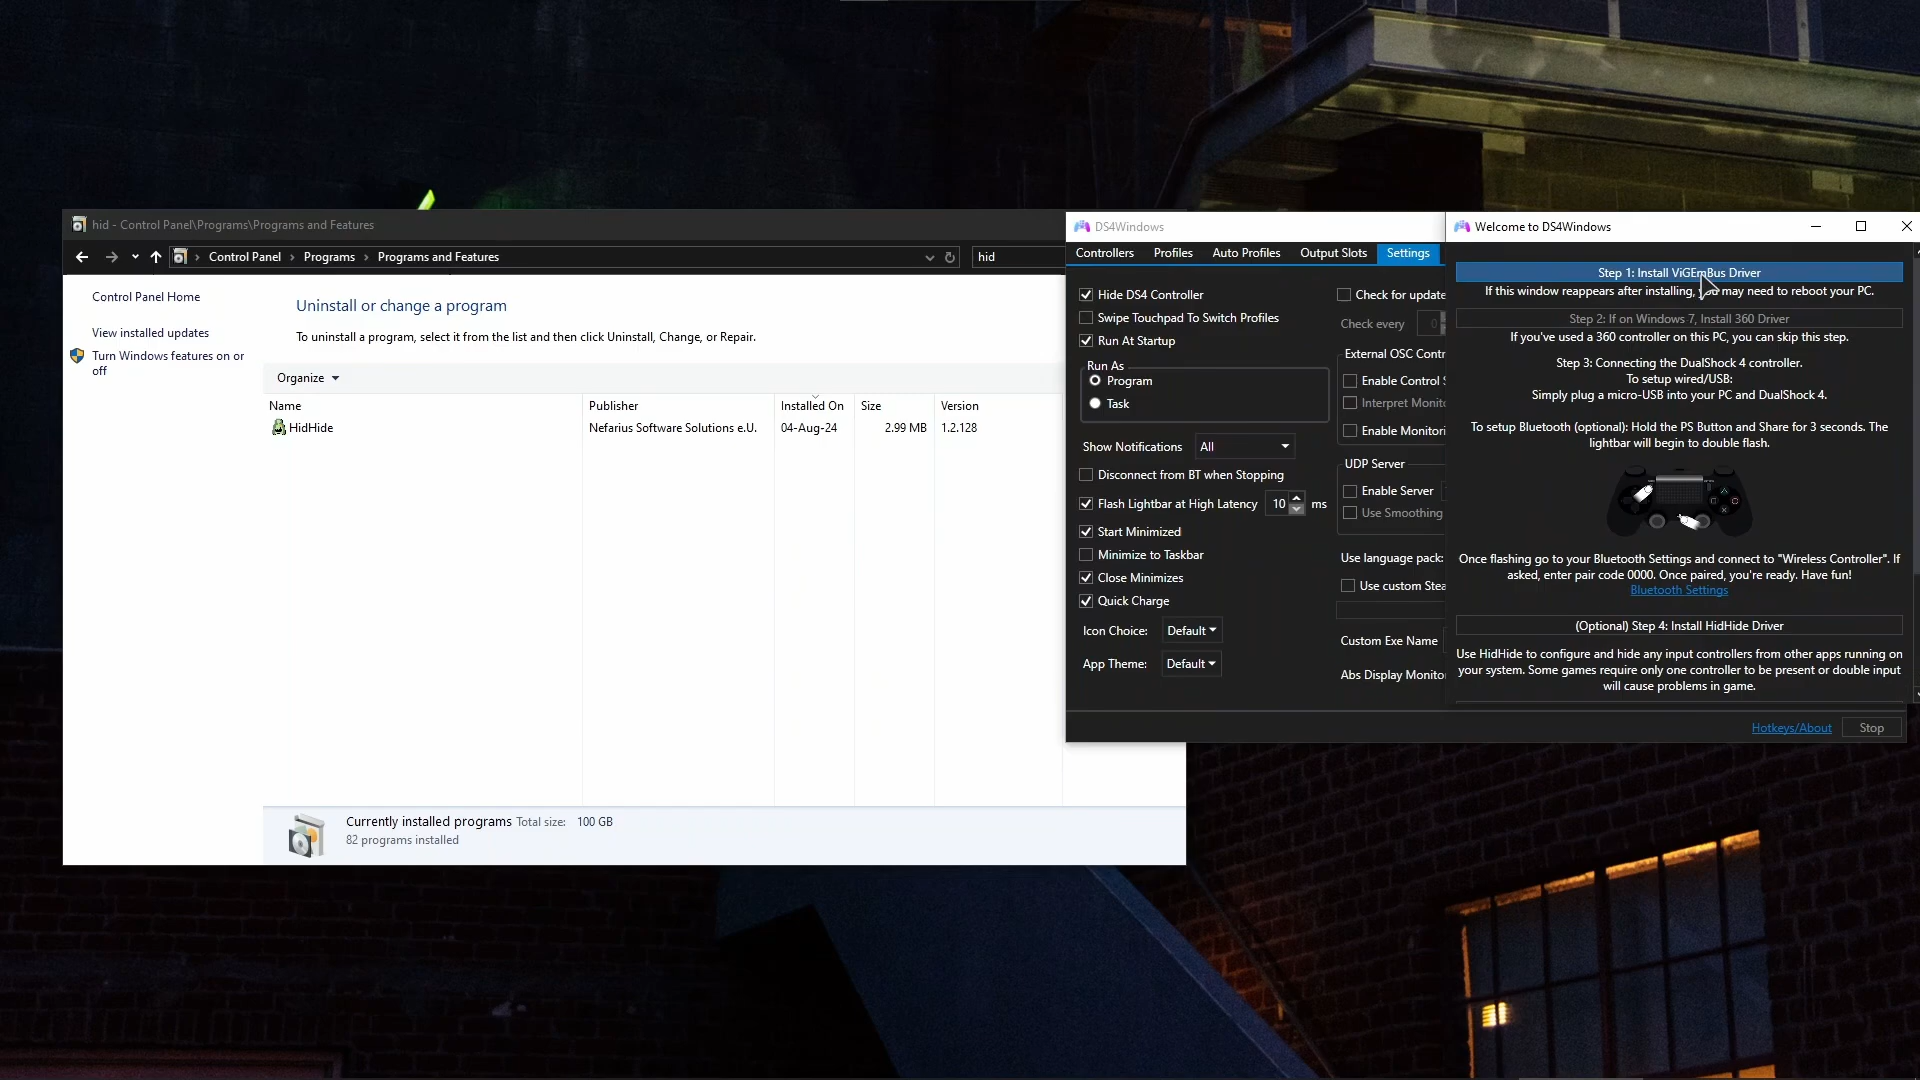 hid - Control Panel\Programs\Programs and Features
Control Panel
Programs
Programs and Features
hid
Control Panel Home
View installed updates
Turn Windows features on or
off
Uninstall or change a program
To uninstall a program, select it from the list and then click Uninstall, Change, or Repair.
Organize
Name Publisher Installed On Size Version
HidHide Nefarius Software Solutions e.U. 04-Aug-24 2.99 MB 1.2.128
Currently installed programs Total size: 100 GB
82 programs installed
DS4Windows
Controllers Profiles Auto Profiles Output Slots Settings
Hide DS4 Controller
Swipe Touchpad To Switch Profiles
Run At Startup
Run As
Program
Task
Show Notifications All
Disconnect from BT when Stopping
Flash Lightbar at High Latency 10 ms
Start Minimized
Minimize to Taskbar
Close Minimizes
Quick Charge
Icon Choice: Default
App Theme: Default
Check for update
Check every 0
External OSC Contr
Enable Control S
Interpret Monito
Enable Monitori
UDP Server
Enable Server
Use Smoothing
Use language pack:
Use custom Stea
Custom Exe Name
Abs Display Monito
Hotkeys/About Stop
Welcome to DS4Windows
Step 1: Install ViGEmBus Driver
If this window reappears after installing, may need to reboot your PC.
Step 2: If on Windows 7, Install 360 Driver
If you've used a 360 controller on this PC, you can skip this step.
Step 3: Connecting the DualShock 4 controller.
To setup wired/USB:
Simply plug a micro-USB into your PC and DualShock 4.
To setup Bluetooth (optional): Hold the PS Button and Share for 3 seconds. The
lightbar will begin to double flash.
Once flashing go to your Bluetooth Settings and connect to "Wireless Controller". If
asked, enter pair code 0000. Once paired, you're ready. Have fun!
Bluetooth Settings
(Optional) Step 4: Install HidHide Driver
Use HidHide to configure and hide any input controllers from other apps running on
your system. Some games require only one controller to be present or double input
will cause problems in game.